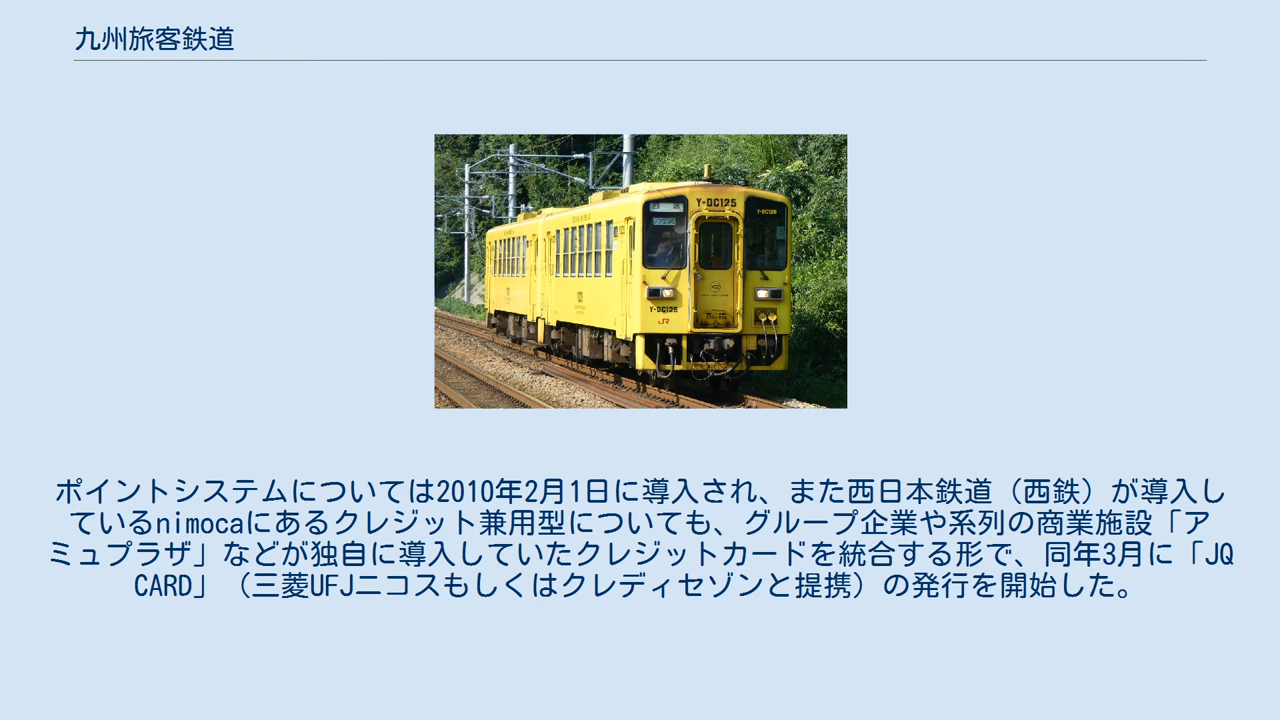 九州旅客鉄道
Y-DC125
Y-DC125
JR
ポイントシステムについては2010年2月1日に導入され、また西日本鉄道（西鉄）が導入し
ているnimocaにあるクレジット兼用型についても、グループ企業や系列の商業施設「ア
ミュプラザ」などが独自に導入していたクレジットカードを統合する形で、同年3月に「JQ
CARD」（三菱UFJニコスもしくはクレディセゾンと提携）の発行を開始した。